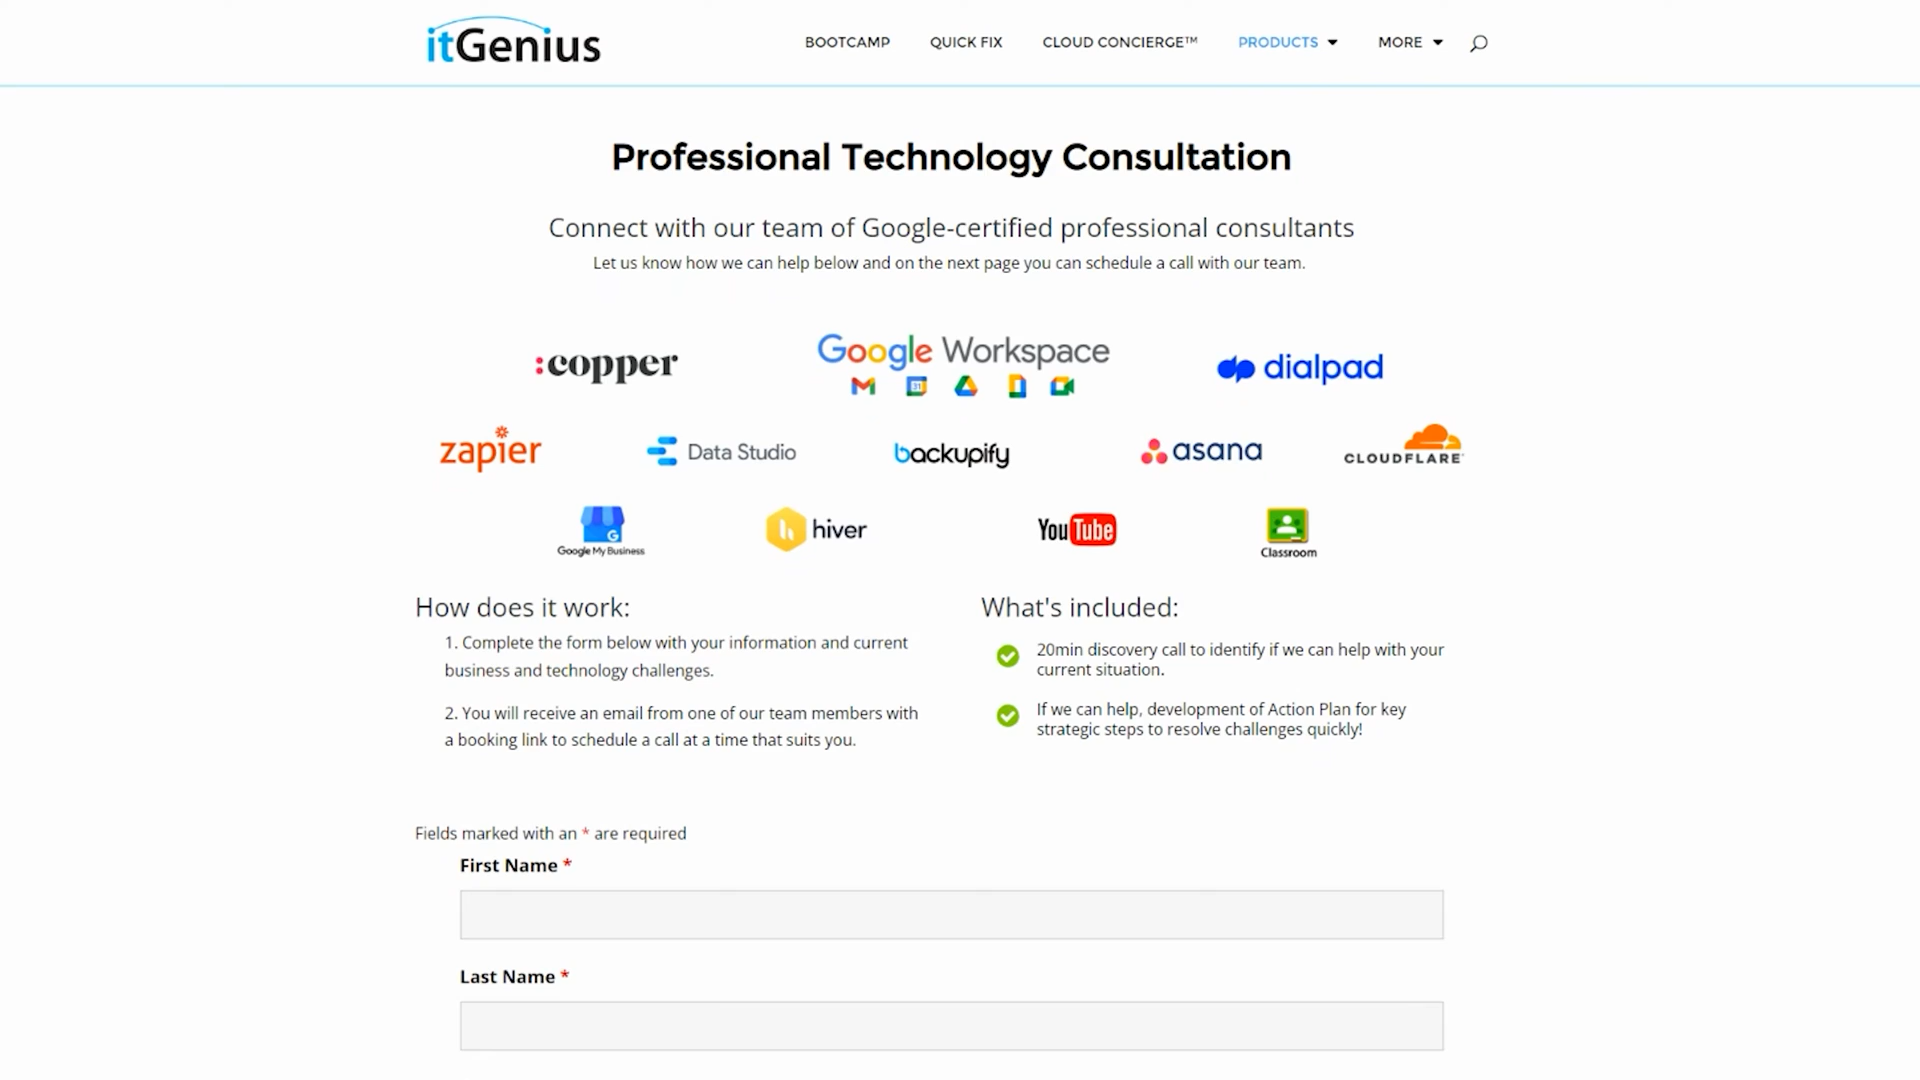 itGenius
BOOTCAMP
QUICK FIX
CLOUD CONCIERGE™
PRODUCTS
MORE
Professional Technology Consultation
Connect with our team of Google-certified professional consultants
Let us know how we can help below and on the next page you can schedule a call with our team.
:copper
Google Workspace
31
dialpad
zapier
Data Studio
backupify
asana
CLOUDFLARE
G
Google My Business
h
hiver
YouTube
Classroom
How does it work:
1. Complete the form below with your information and current
business and technology challenges.
2. You will receive an email from one of our team members with
a booking link to schedule a call at a time that suits you.
What's included:
20min discovery call to identify if we can help with your
current situation.
If we can help, development of Action Plan for key
strategic steps to resolve challenges quickly!
Fields marked with an * are required
First Name *
Last Name *